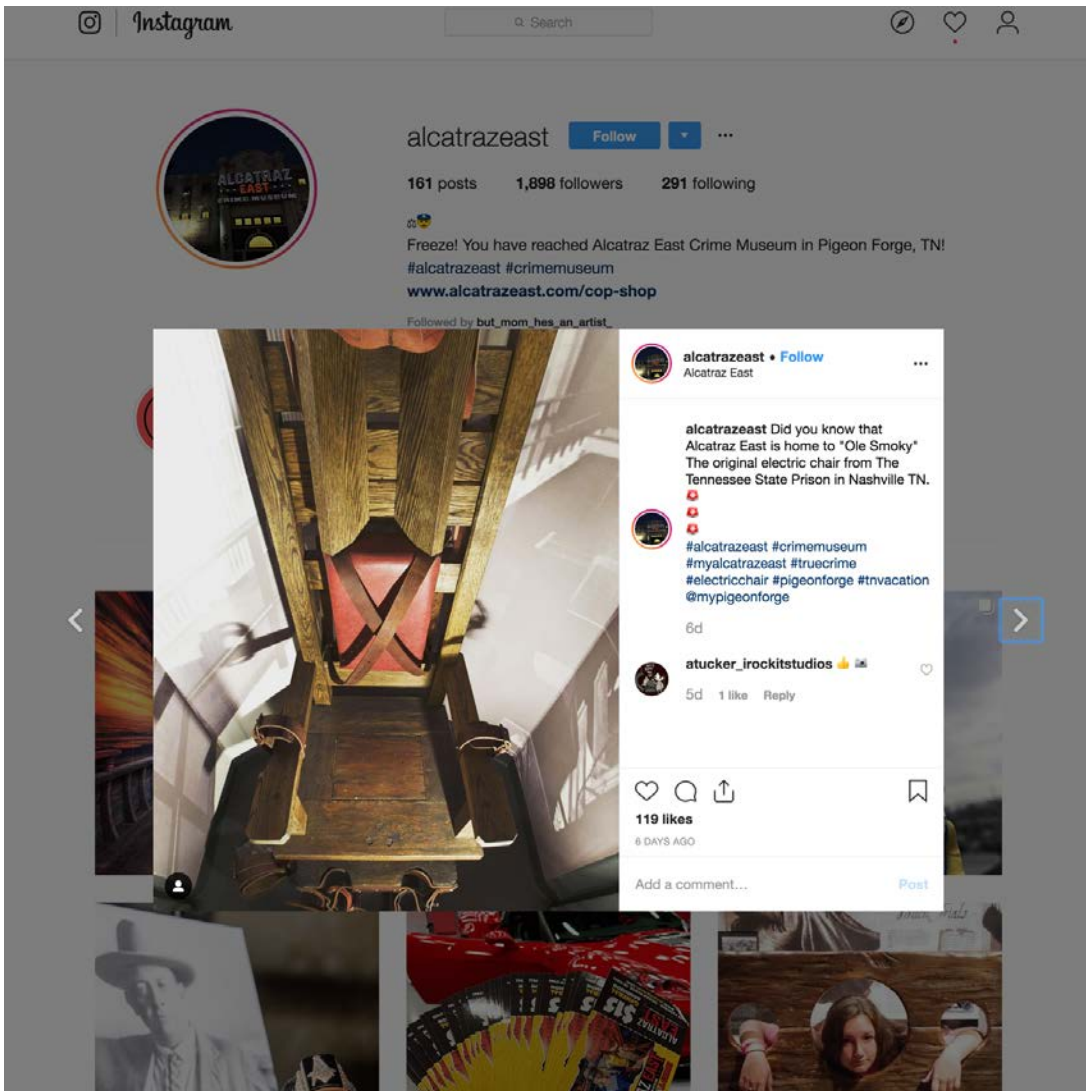 Instagram
Search
alcatrazeast Follow
161 posts 1,898 followers 291 following
Freeze! You have reached Alcatraz East Crime Museum in Pigeon Forge, TN!
#alcatrazeast #crimemuseum
www.alcatrazeast.com/cop-shop
Followed by but_mom_hes_an_artist_
ALCATRAZ
EAST
CRIME MUSEUM
alcatrazeast • Follow
Alcatraz East
alcatrazeast Did you know that
Alcatraz East is home to "Ole Smoky"
The original electric chair from The
Tennessee State Prison in Nashville TN.
#alcatrazeast #crimemuseum
#myalcatrazeast #truecrime
#electricchair #pigeonforge #tnvacation
@mypigeonforge
6d
atucker_irockitstudios
5d 1 like Reply
119 likes
6 DAYS AGO
Add a comment... Post
$15
ALCATRAZ
EAST